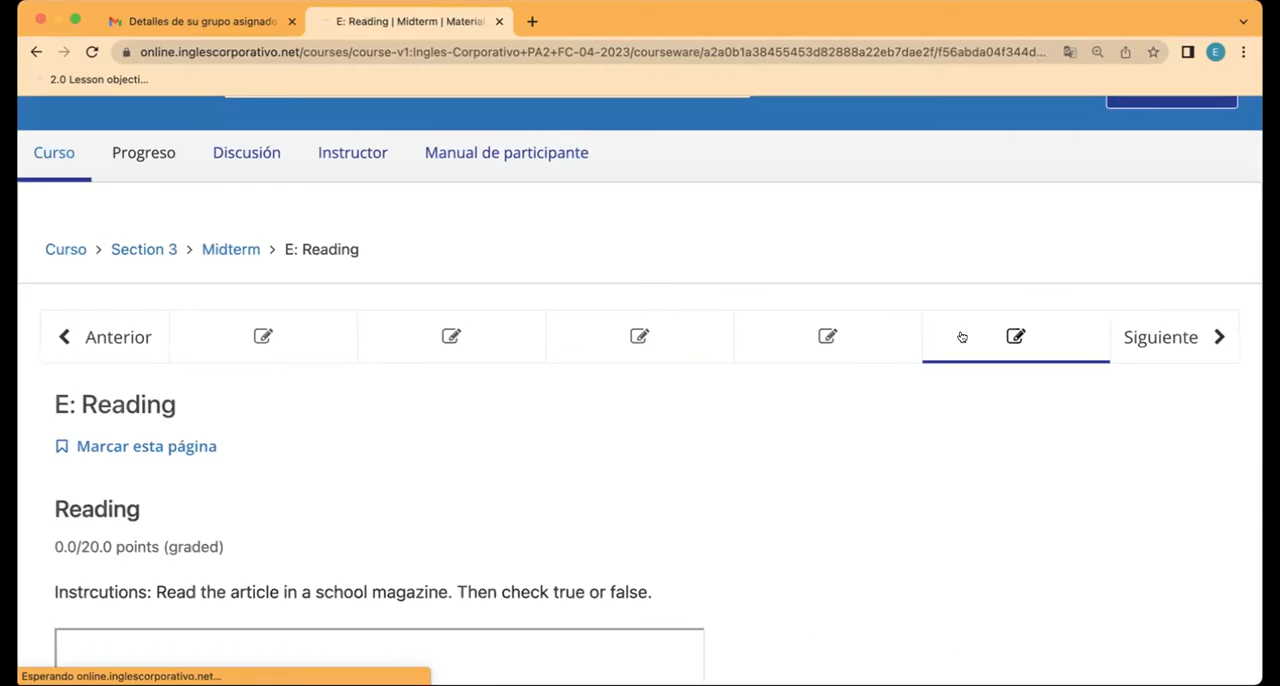 Detalles de su grupo asignado
E: Reading | Midterm | Material
online.inglescorporativo.net/courses/course-v1:Ingles-Corporativo+PA2+FC-04-2023/courseware/a2a0b1a38455453d82888a22eb7dae2f/f56abda04f344d...
E
2.0 Lesson objecti...
Curso Progreso Discusión Instructor Manual de participante
Curso > Section 3 > Midterm > E: Reading
Anterior
Siguiente
E: Reading
Marcar esta página
Reading
0.0/20.0 points (graded)
Instrcutions: Read the article in a school magazine. Then check true or false.
Esperando online.inglescorporativo.net...